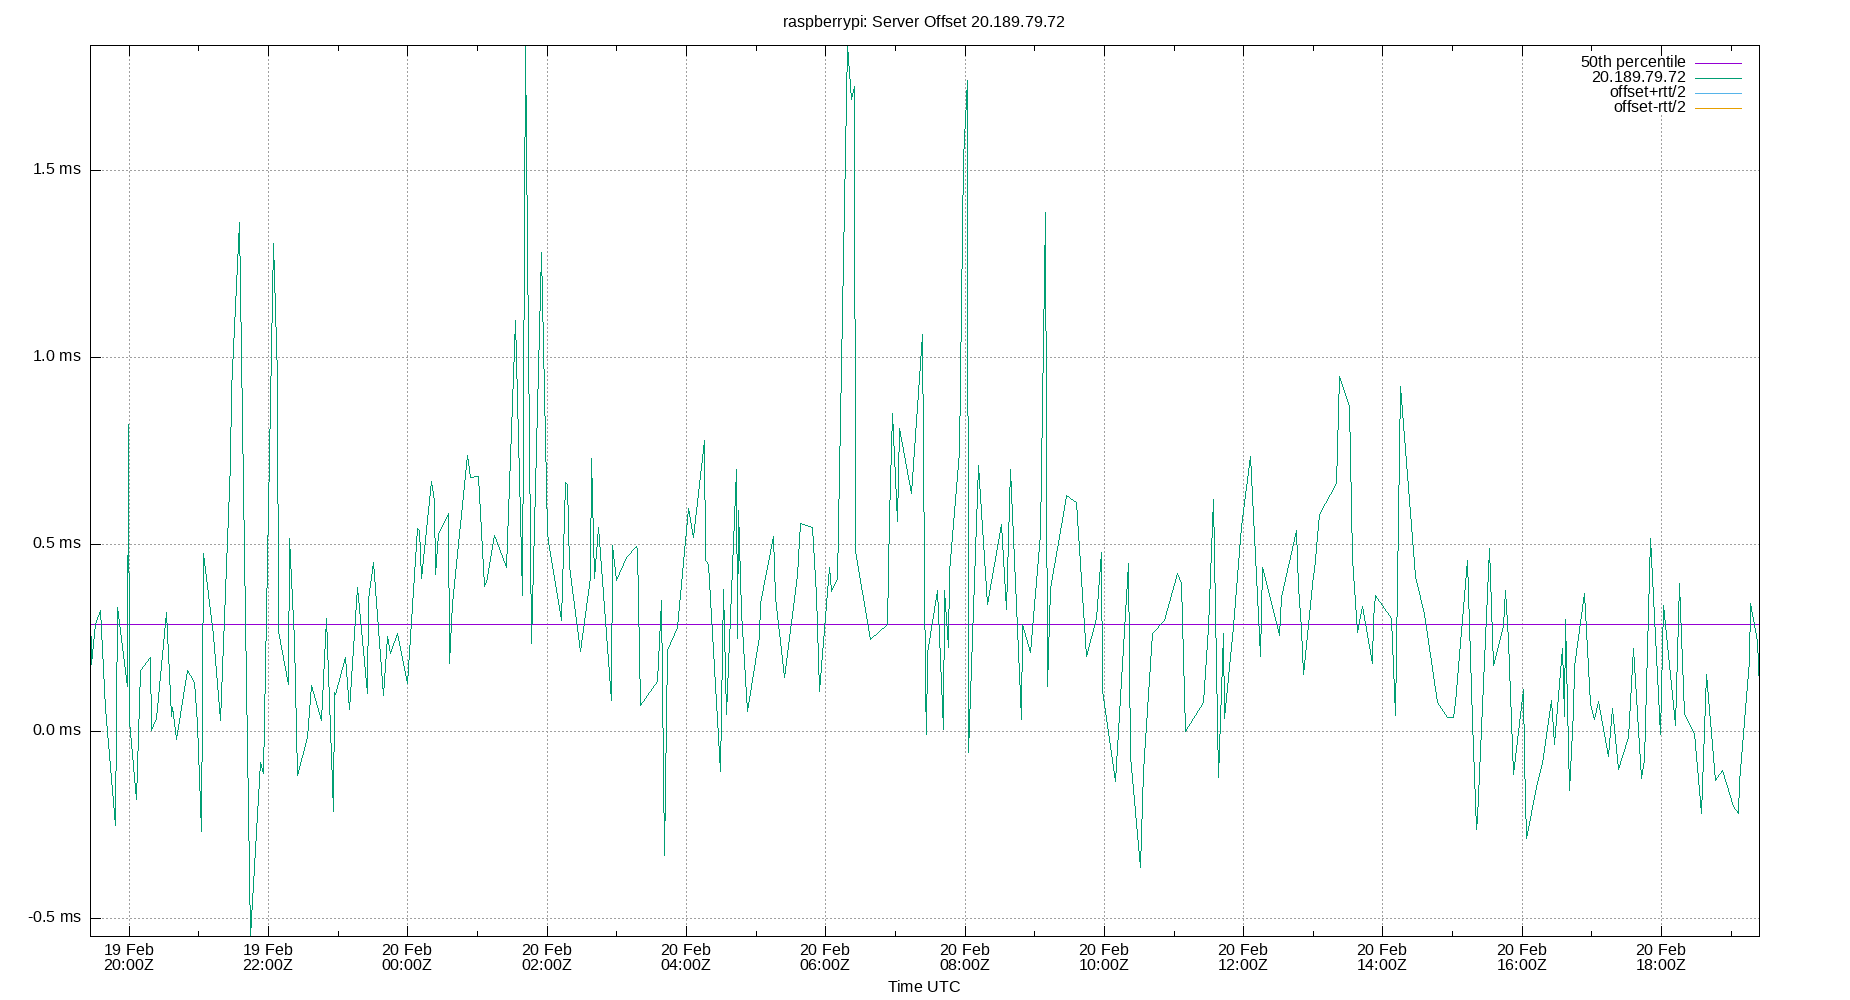 raspberrypi: Server Offset 20.189.79.72
50th percentile
20.189.79.72
offset+rtt/2
offset-rtt/2
1.5 ms
1.0 ms
0.5 ms
0.0 ms
-0.5 ms
19 Feb 19 Feb 20 Feb 20 Feb 20 Feb 20 Feb 20 Feb 20 Feb 20 Feb 20 Feb 20 Feb 20 Feb
20:00Z 22:00Z 00:00Z 02:00Z 04:00Z 06:00Z 08:00Z 10:00Z 12:00Z 14:00Z 16:00Z 18:00Z
Time UTC